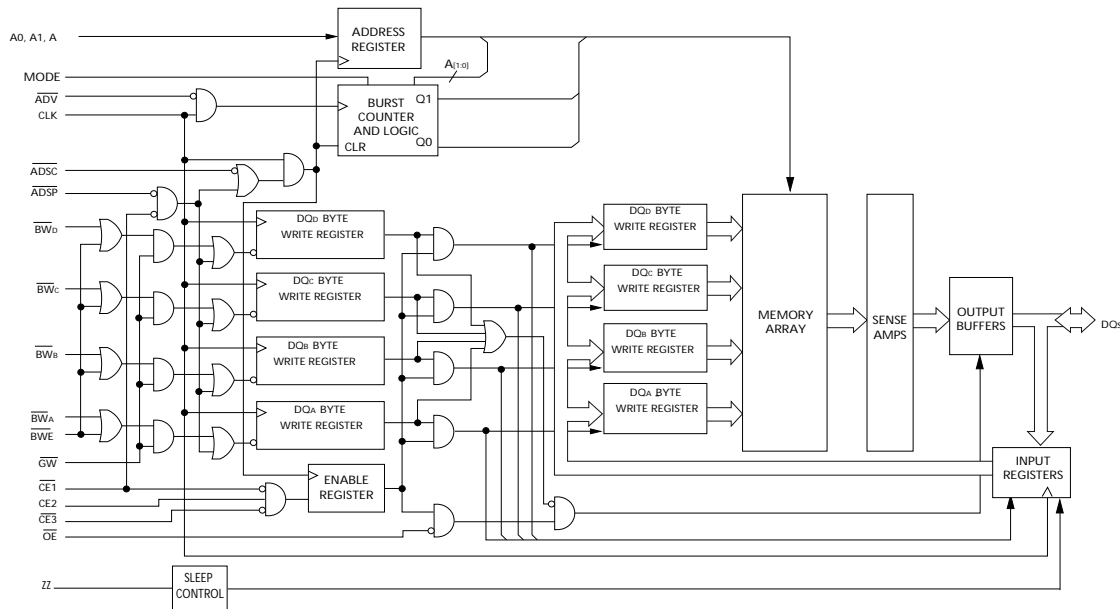 A0, A1, A
ADDRESS
REGISTER
MODE
A[1:0]
ADV
CLK
BURST
COUNTER
AND LOGIC
Q1
CLR
Q0
ADSC
ADSP
BWD
DQD BYTE
WRITE REGISTER
DQD BYTE
WRITE REGISTER
BWC
DQC BYTE
WRITE REGISTER
DQC BYTE
WRITE REGISTER
MEMORY
ARRAY
SENSE
AMPS
OUTPUT
BUFFERS
DQs
BWB
DQB BYTE
WRITE REGISTER
DQB BYTE
WRITE REGISTER
BWA
BWE
DQA BYTE
WRITE REGISTER
DQA BYTE
WRITE REGISTER
GW
CE1
CE2
CE3
OE
ENABLE
REGISTER
INPUT
REGISTERS
ZZ
SLEEP
CONTROL